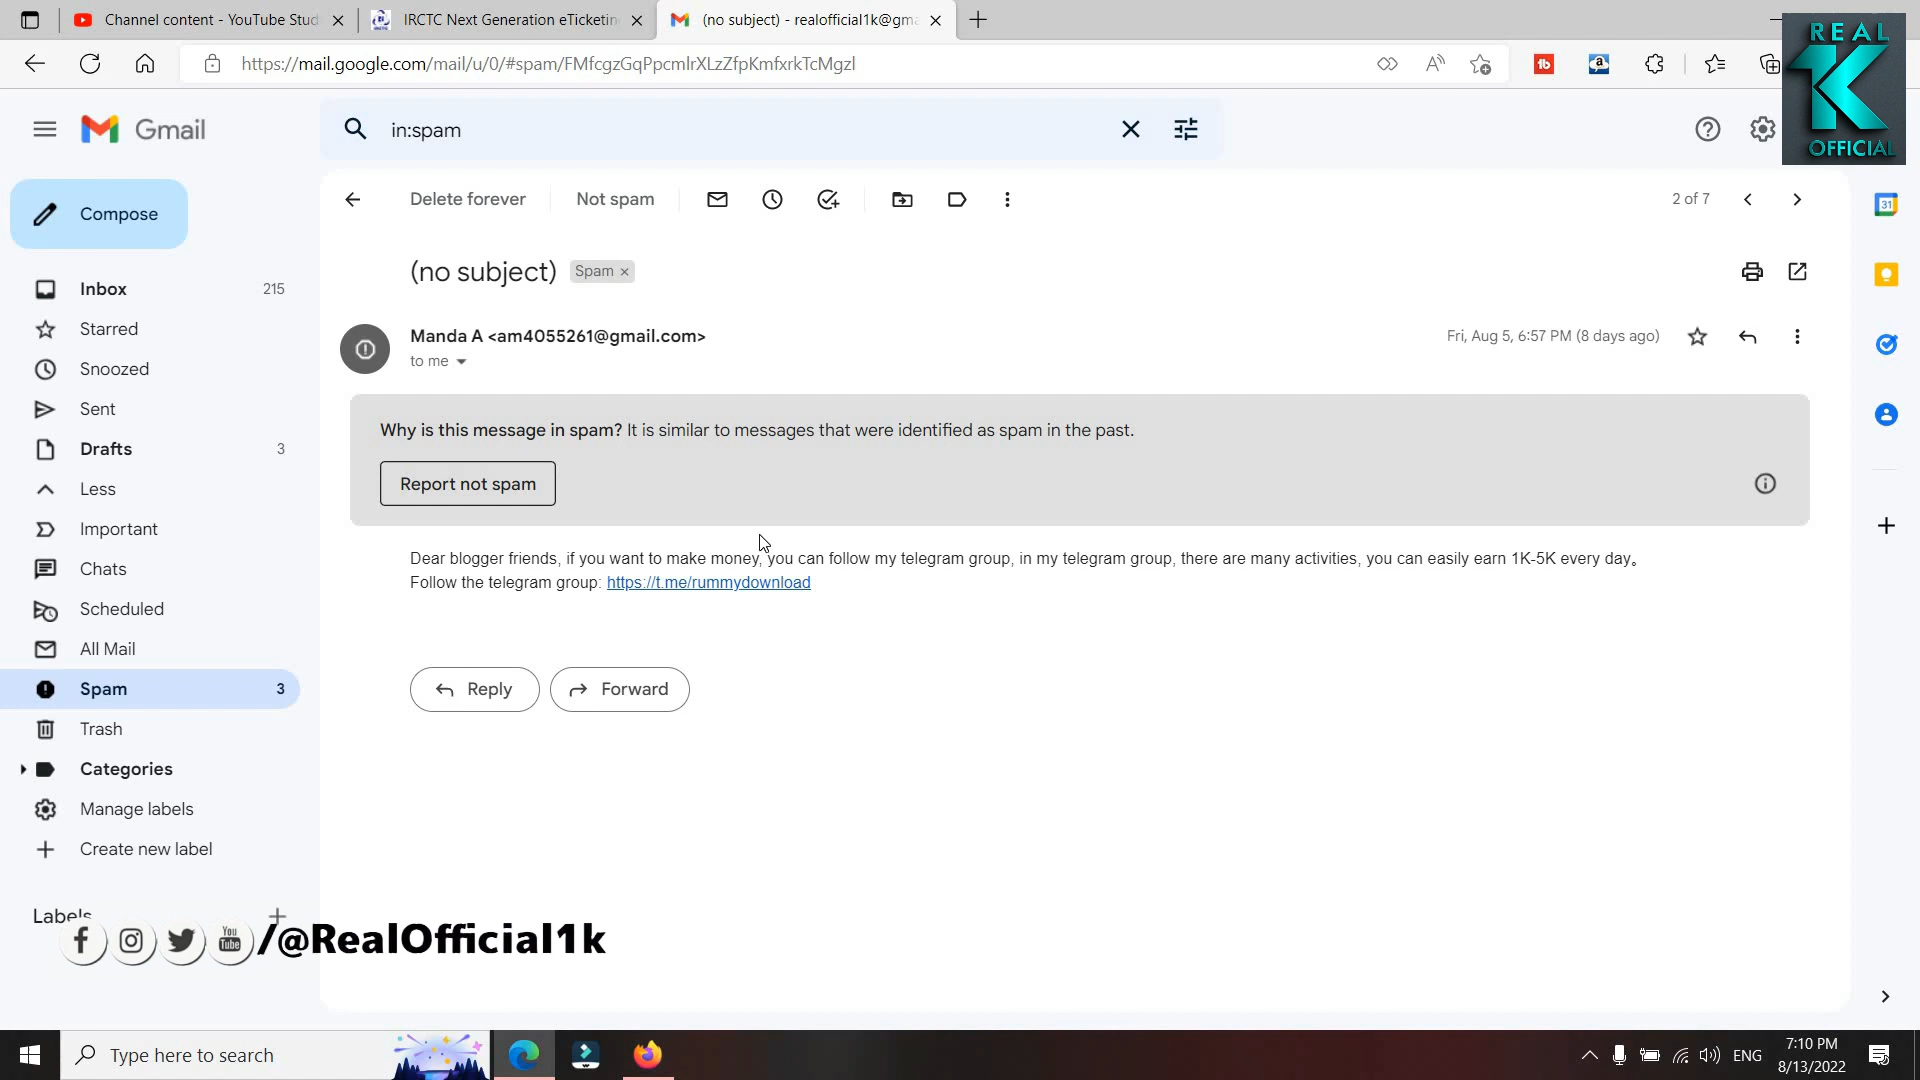 Channel content - YouTube Stud
IRCTC Next Generation eTicketin
(no subject) - realofficial1k@gma
https://mail.google.com/mail/u/0/#spam/
REAL
1K
OFFICIAL
Gmail
in:spam
Compose
Delete forever
Not spam
2 of 7
(no subject)
Spam ×
Inbox 215
Starred
Snoozed
Sent
Drafts 3
Less
Important
Chats
Scheduled
All Mail
Spam 3
Trash
Categories
Manage labels
Create new label
Labels
Manda A <am4055261@gmail.com>
Fri, Aug 5, 6:57 PM (8 days ago)
to me
Why is this message in spam? It is similar to messages that were identified as spam in the past.
Report not spam
Dear blogger friends, if you want to make money, you can follow my telegram group, in my telegram group, there are many activities, you can easily earn 1K-5K every day。
Follow the telegram group: https://t.me/rummydownload
Reply
Forward
31
You
Tube
/@RealOfficial1k
Type here to search
ENG
7:10 PM
8/13/2022